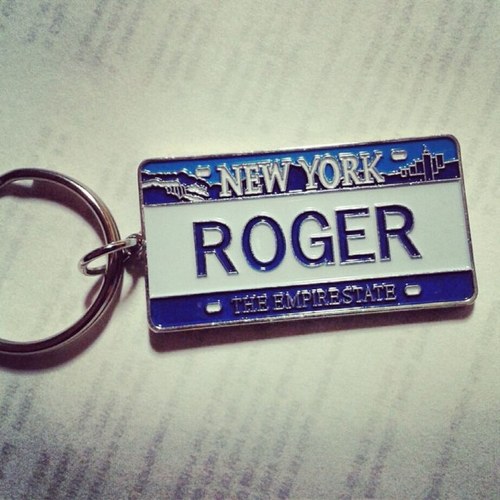 NEW YORK
ROGER
THE EMPIRE STATE